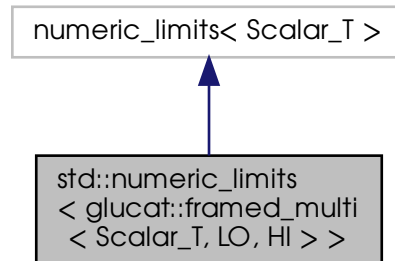 numeric_limits< Scalar_T >
std::numeric_limits
< glucat::framed_multi
< Scalar_T, LO, HI > >